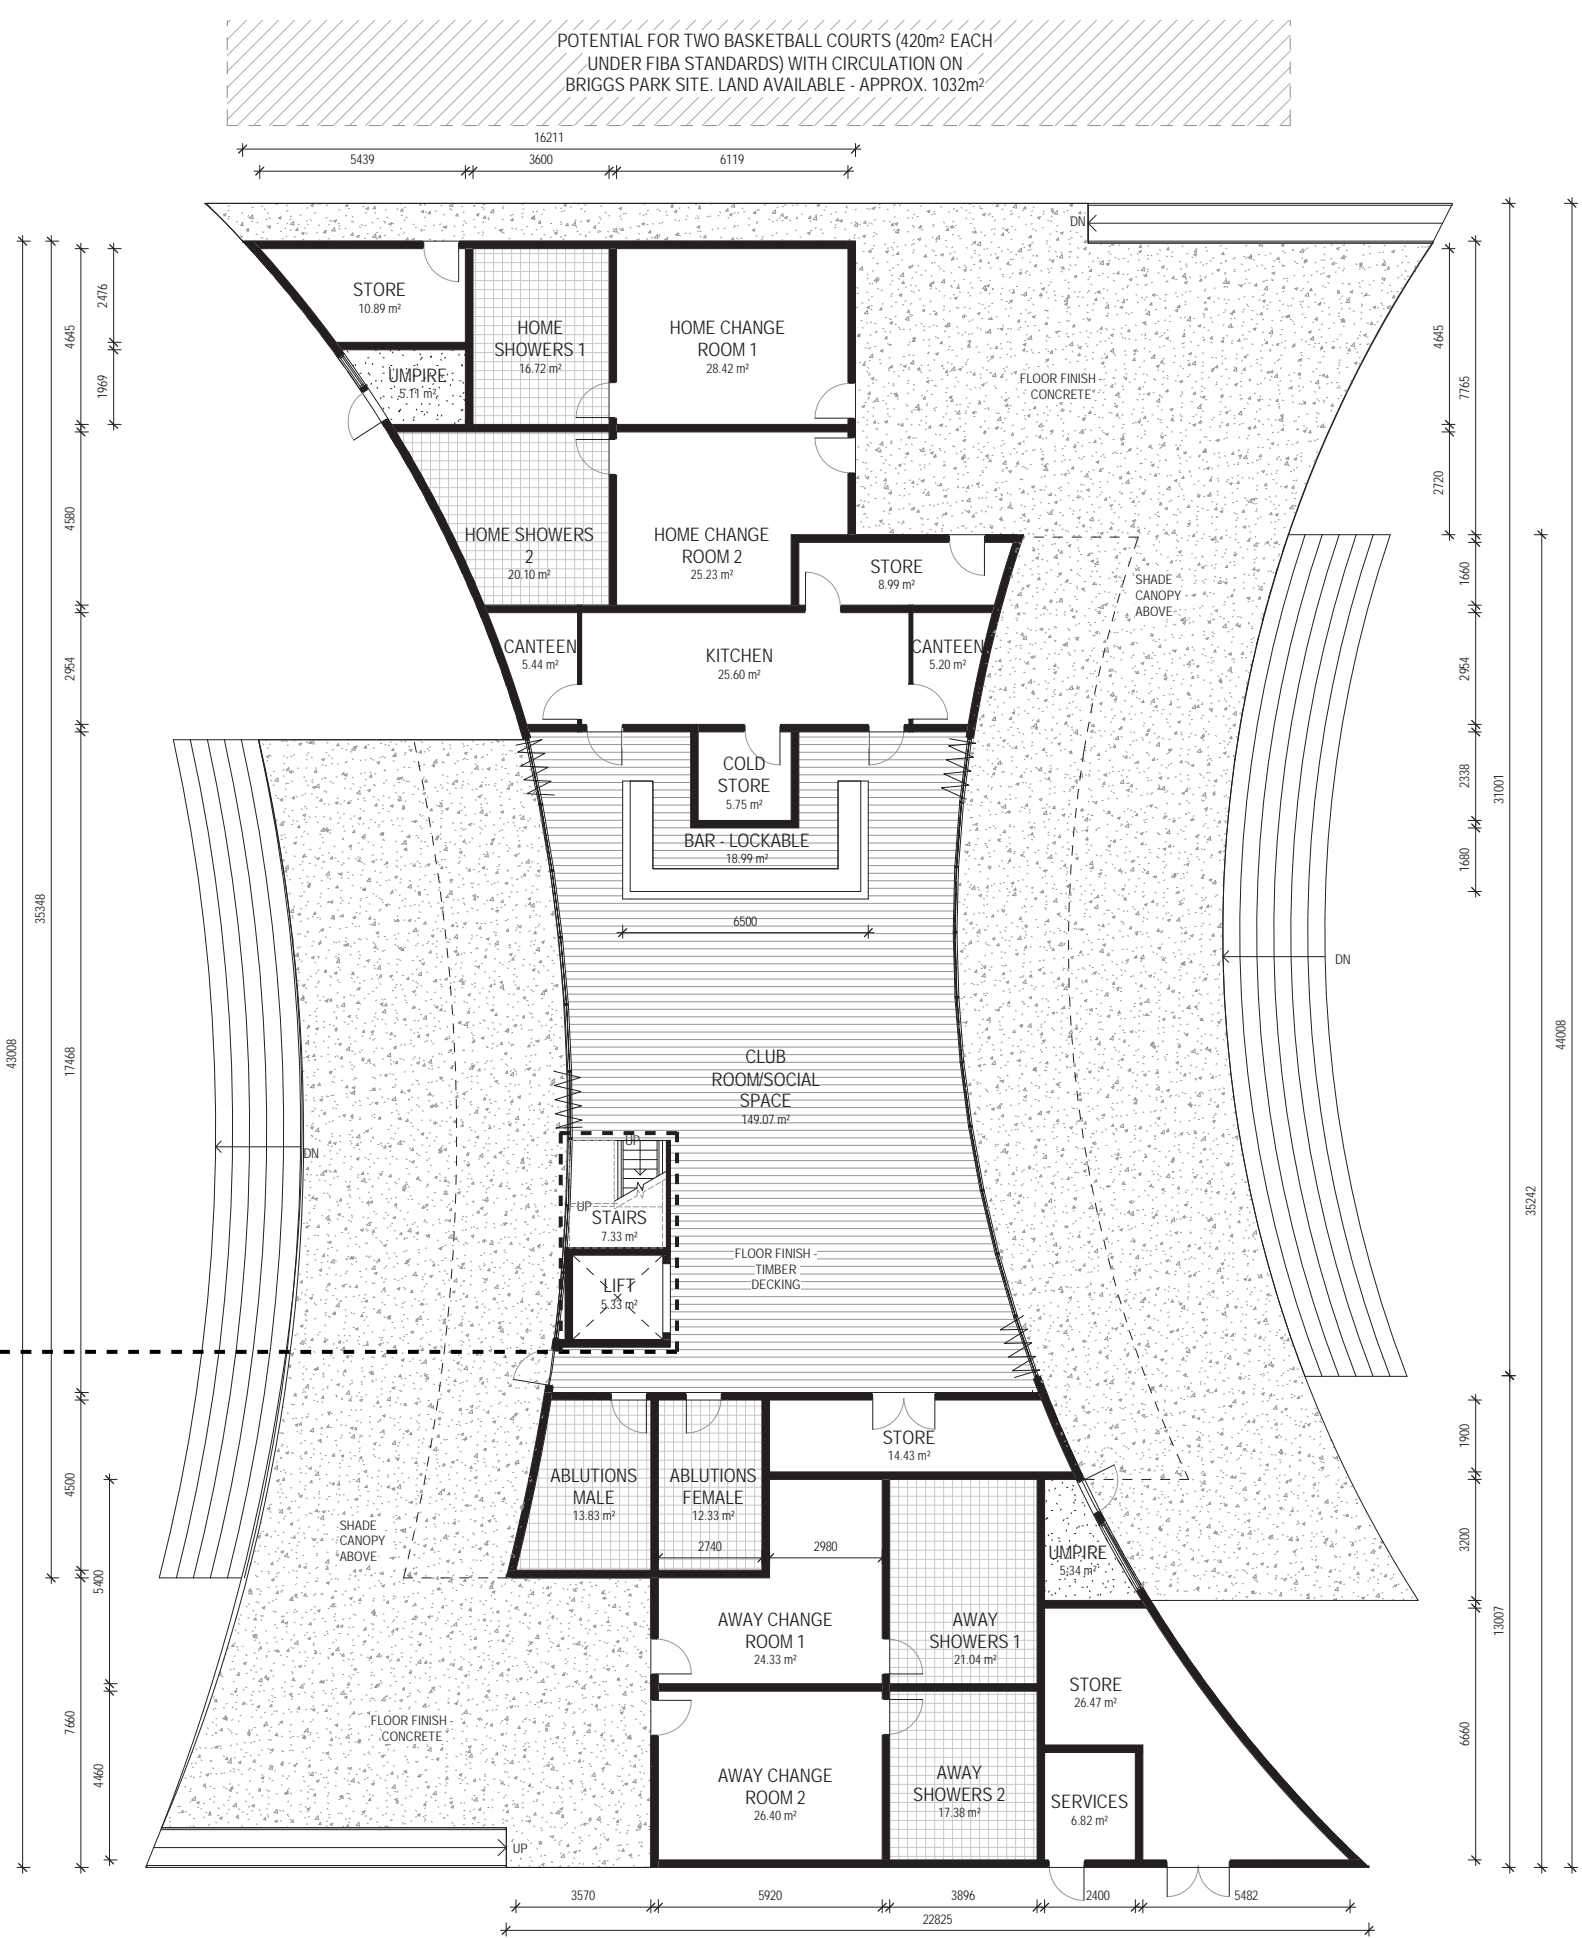 POTENTIAL FOR TWO BASKETBALL COURTS (420m² EACH
UNDER FIBA STANDARDS) WITH CIRCULATION ON
BRIGGS PARK SITE. LAND AVAILABLE - APPROX. 1032m²
16211
5439
3600
6119
DN
STORE
10.89 m²
HOME
SHOWERS 1
16.72 m²
HOME CHANGE
ROOM 1
28.42 m²
UMPIRE
5.11 m²
FLOOR FINISH -
CONCRETE
HOME SHOWERS
2
20.10 m²
HOME CHANGE
ROOM 2
25.23 m²
STORE
8.99 m²
SHADE
CANOPY
ABOVE
CANTEEN
5.44 m²
KITCHEN
25.60 m²
CANTEEN
5.20 m²
COLD
STORE
5.75 m²
BAR - LOCKABLE
18.99 m²
6500
DN
CLUB
ROOM/SOCIAL
SPACE
149.07 m²
DN
UP
UP
STAIRS
7.33 m²
LIFT
5.33 m²
FLOOR FINISH -
TIMBER
DECKING
STORE
14.43 m²
ABLUTIONS
MALE
13.83 m²
ABLUTIONS
FEMALE
12.33 m²
2740
2980
SHADE
CANOPY
ABOVE
UMPIRE
5.34 m²
AWAY CHANGE
ROOM 1
24.33 m²
AWAY
SHOWERS 1
21.04 m²
STORE
26.47 m²
FLOOR FINISH -
CONCRETE
AWAY CHANGE
ROOM 2
26.40 m²
AWAY
SHOWERS 2
17.38 m²
SERVICES
6.82 m²
UP
3570
5920
3896
2400
5482
22825
43008
35348
4645
4580
2954
17468
4500
7660
2476
1969
5400
4460
4645
2720
7765
1660
2954
2338
1680
1900
3200
6660
31001
13007
35242
44008